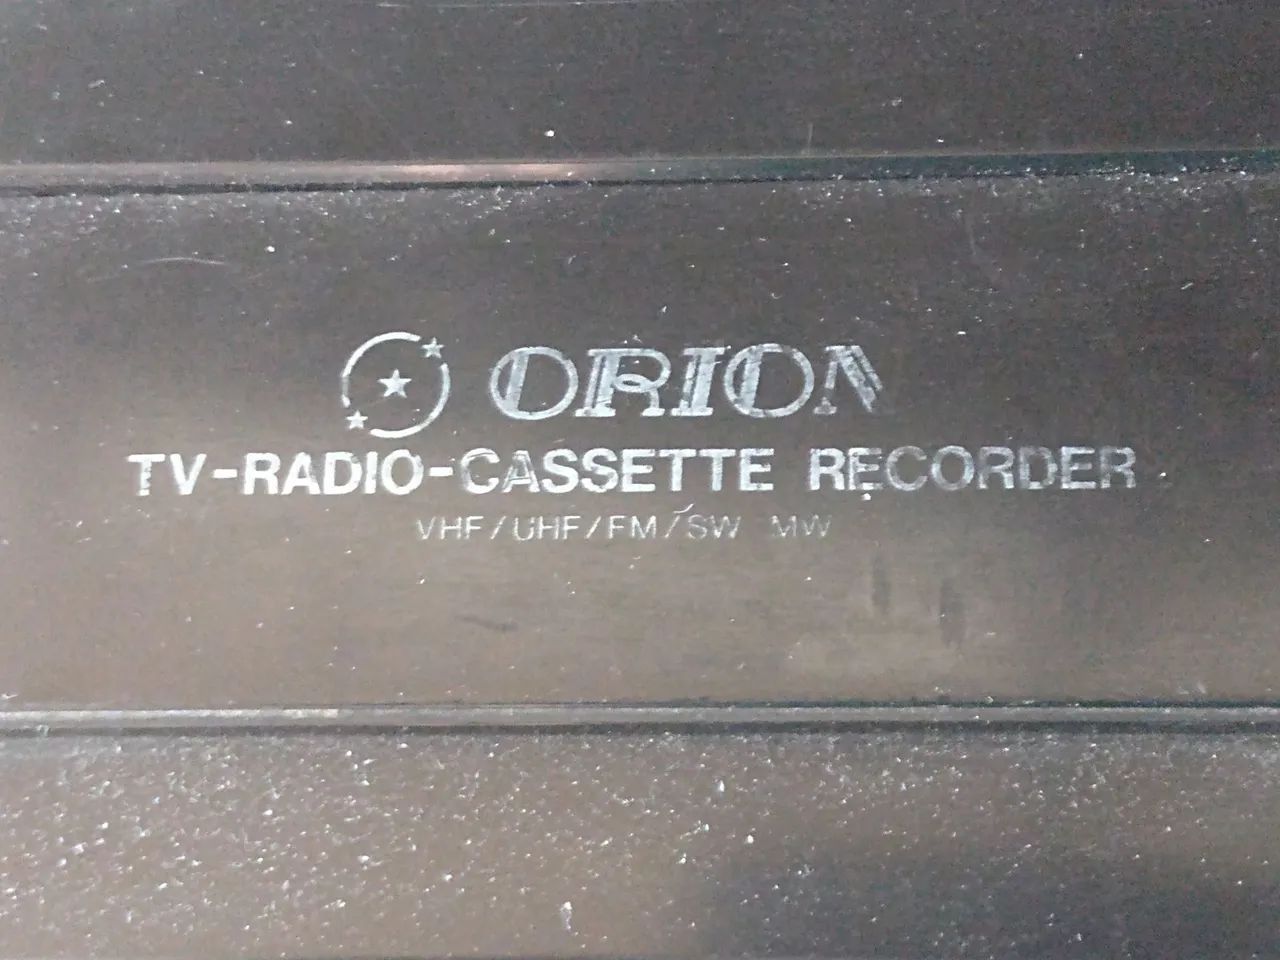 ORION
TV-RADIO-CASSETTE RECORDER
VHF/UHF/FM/SW MW